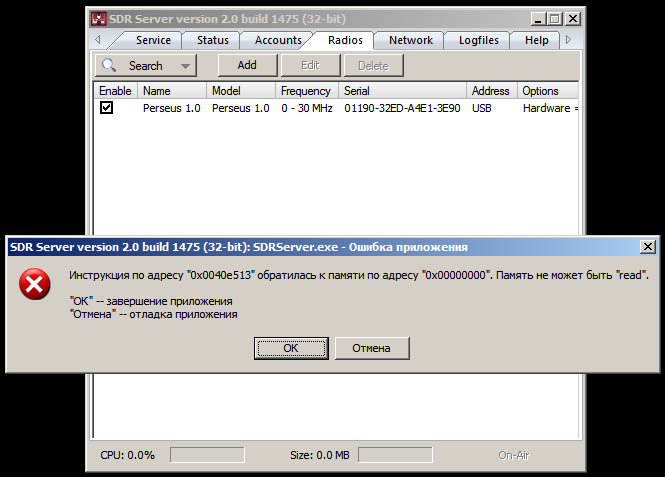 SDR Server version 2.0 build 1475 (32-bit)
Service Status Accounts Radios Network Logfiles Help
Search Add Edit Delete
Enable Name Model Frequency Serial Address Options
Perseus 1.0 Perseus 1.0 0 - 30 MHz 01190-32ED-A4E1-3E90 USB Hardware =
SDR Server version 2.0 build 1475 (32-bit): SDRServer.exe - Ошибка приложения
Инструкция по адресу "0x0040e513" обратилась к памяти по адресу "0x00000000". Память не может быть "read".
"ОК" -- завершение приложения
"Отмена" -- отладка приложения
ОК Отмена
CPU: 0.0% Size: 0.0 MB On-Air